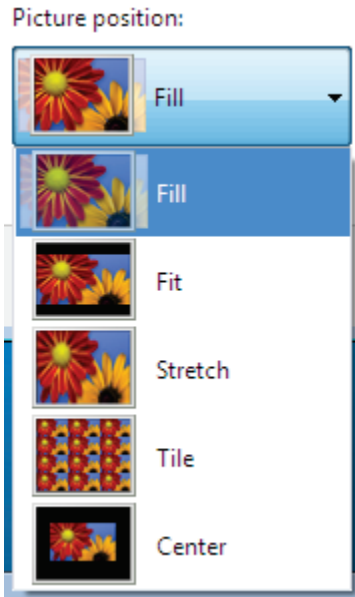 Picture position:
Fill
Fill
Fit
Stretch
Tile
Center